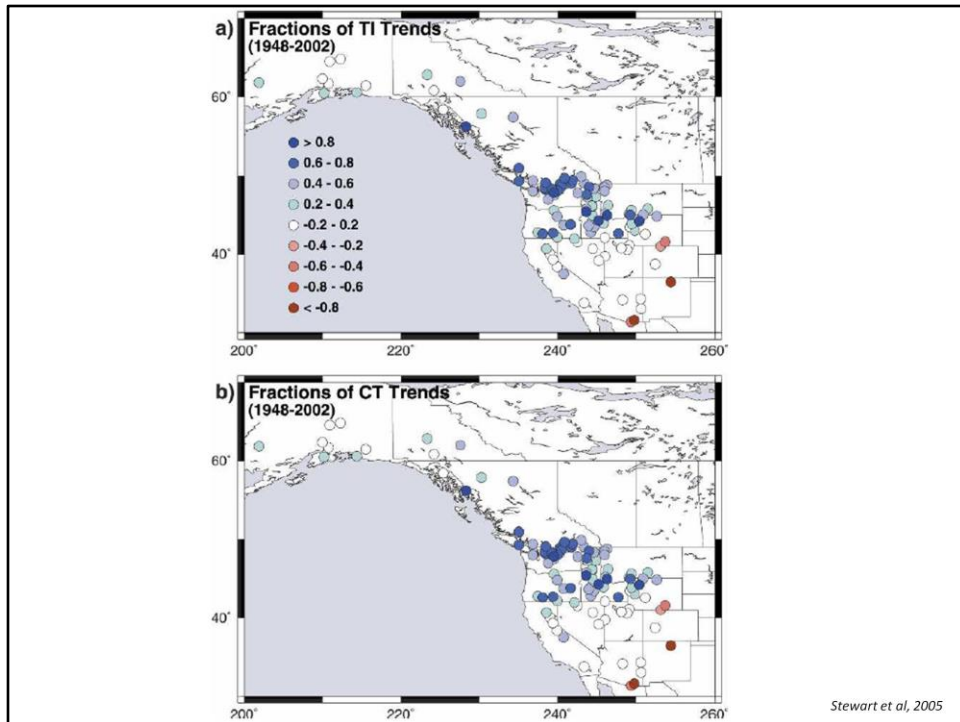 a) Fractions of TI Trends
(1948-2002)
60°
> 0.8
0.6 - 0.8
0.4 - 0.6
0.2 - 0.4
-0.2 - 0.2
-0.4 - -0.2
-0.6 - -0.4
-0.8 - -0.6
< -0.8
40°
200° 220° 240° 260°
b) Fractions of CT Trends
(1948-2002)
60°
40°
200° 220° 240° 260°
Stewart et al, 2005